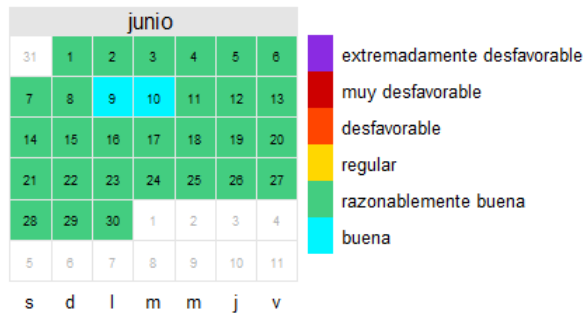 junio
31 1 2 3 4 5 6
7 8 9 10 11 12 13
14 15 16 17 18 19 20
21 22 23 24 25 26 27
28 29 30 1 2 3 4
5 6 7 8 9 10 11
s d l m m j v
extremadamente desfavorable
muy desfavorable
desfavorable
regular
razonablemente buena
buena